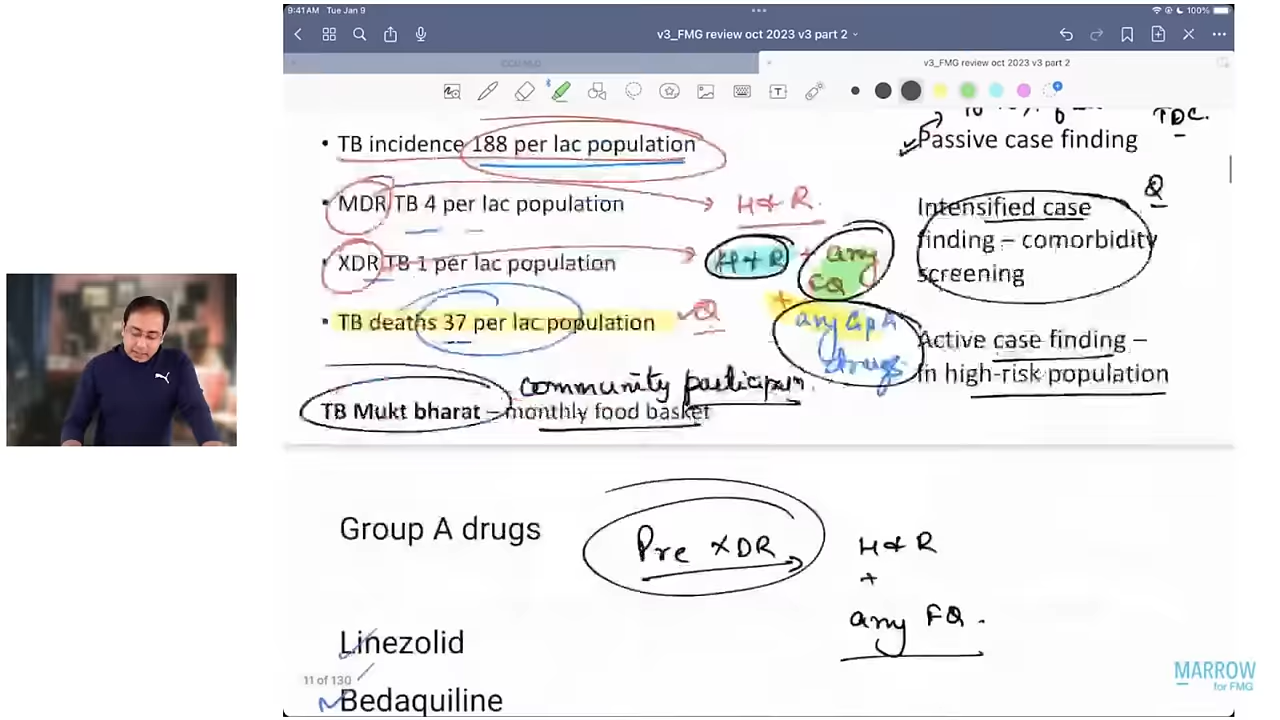 9:41AM Tue Jan 9
100%
v3_FMG review oct 2023 v3 part 2
v3_FMG review oct 2023 v3 part 2
TDC.
• TB incidence 188 per lac population
Passive case finding
• MDR TB 4 per lac population
H & R.
Q
Intensified case
finding – comorbidity
screening
• XDR TB 1 per lac population
H & R + any
FQ
+
• TB deaths 37 per lac population
Q
any Gp A
drugs
Active case finding –
in high-risk population
community
TB Mukt bharat – monthly food basket
Group A drugs
Pre XDR
H & R
+
any FQ.
Linezolid
11 of 130
Bedaquiline
MARROW
for FMG